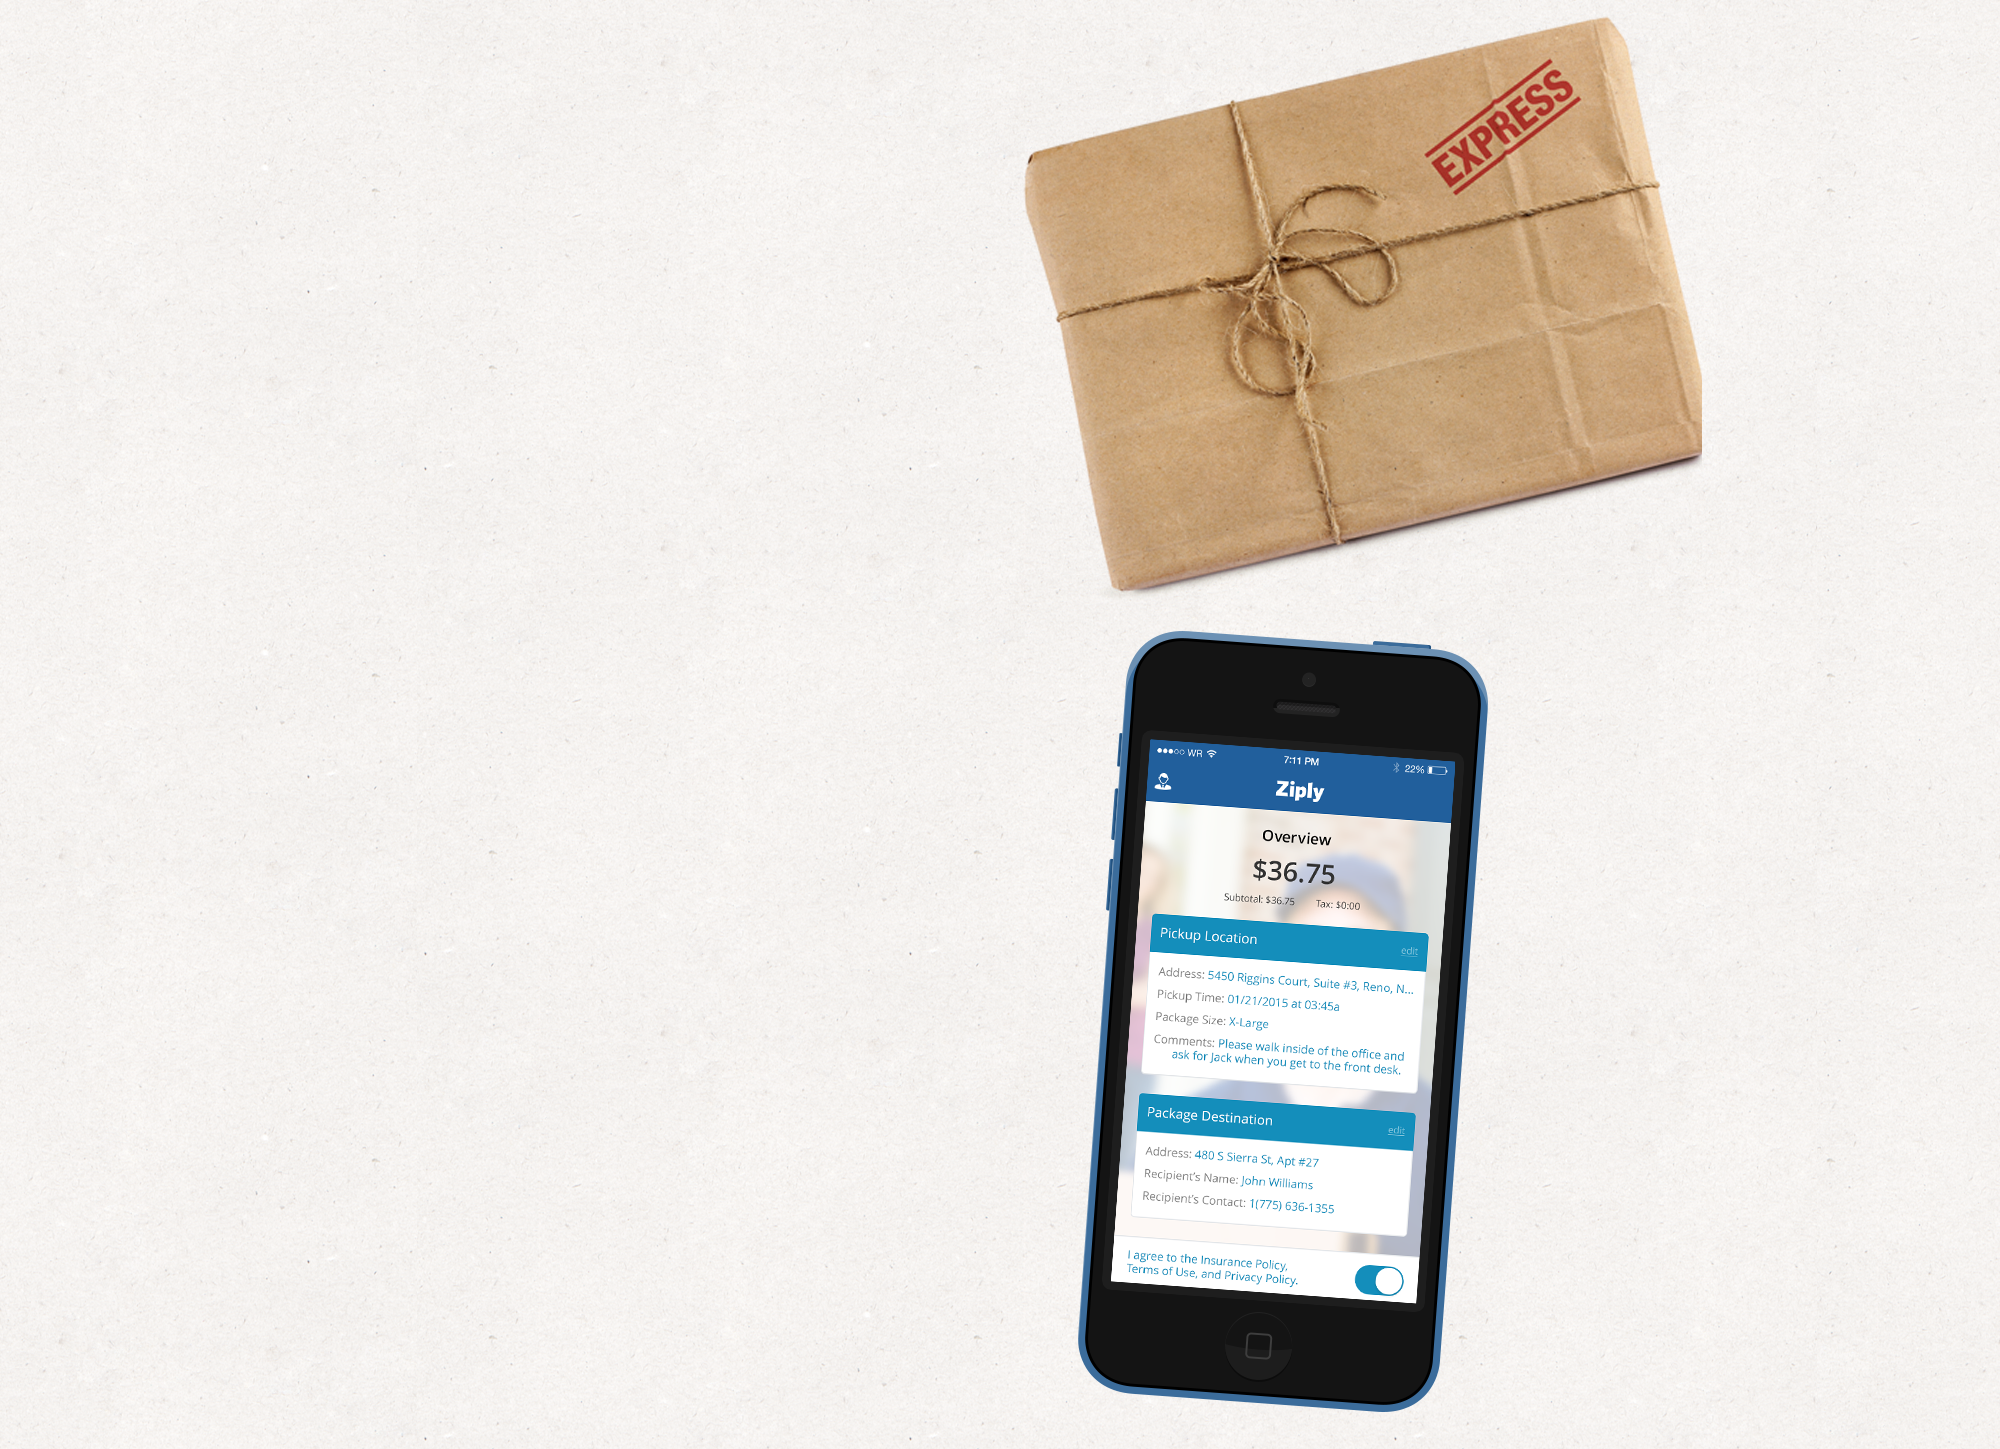 EXPRESS
WR 7:11 PM 22%
Ziply
Overview
$36.75
Subtotal: $36.75 Tax: $0:00
Pickup Location edit
Address: 5450 Riggins Court, Suite #3, Reno, N...
Pickup Time: 01/21/2015 at 03:45a
Package Size: X-Large
Comments: Please walk inside of the office and
ask for Jack when you get to the front desk.
Package Destination edit
Address: 480 S Sierra St, Apt #27
Recipient's Name: John Williams
Recipient's Contact: 1(775) 636-1355
I agree to the Insurance Policy,
Terms of Use, and Privacy Policy.